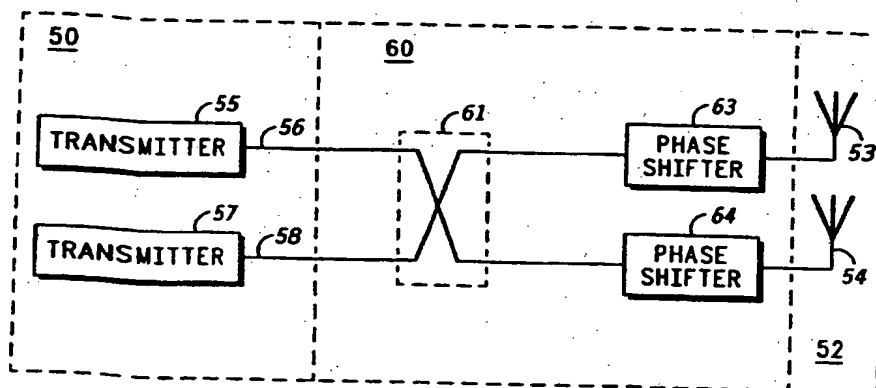 50
60
55
56
61
63
TRANSMITTER
PHASE
SHIFTER
53
57
58
64
TRANSMITTER
PHASE
SHIFTER
54
52